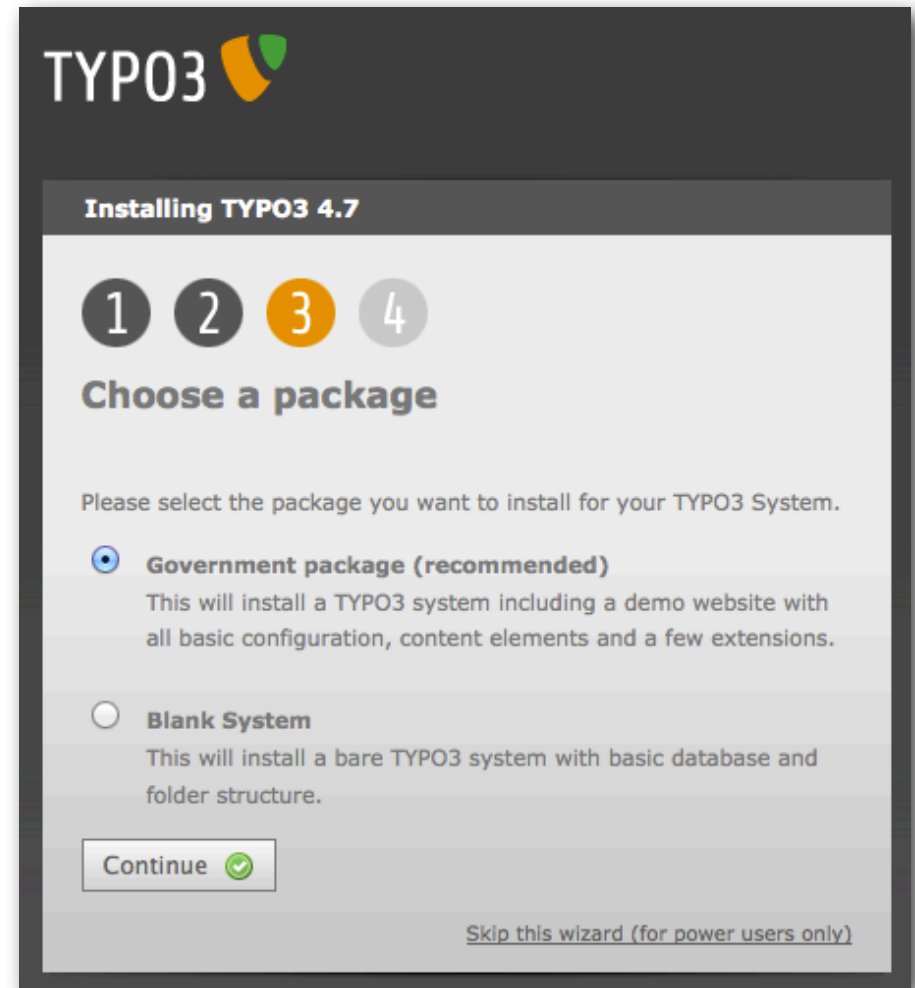 TYPO3
Installing TYPO3 4.7
1 2 3 4
Choose a package
Please select the package you want to install for your TYPO3 System.
Government package (recommended)
This will install a TYPO3 system including a demo website with
all basic configuration, content elements and a few extensions.
Blank System
This will install a bare TYPO3 system with basic database and
folder structure.
Continue
Skip this wizard (for power users only)